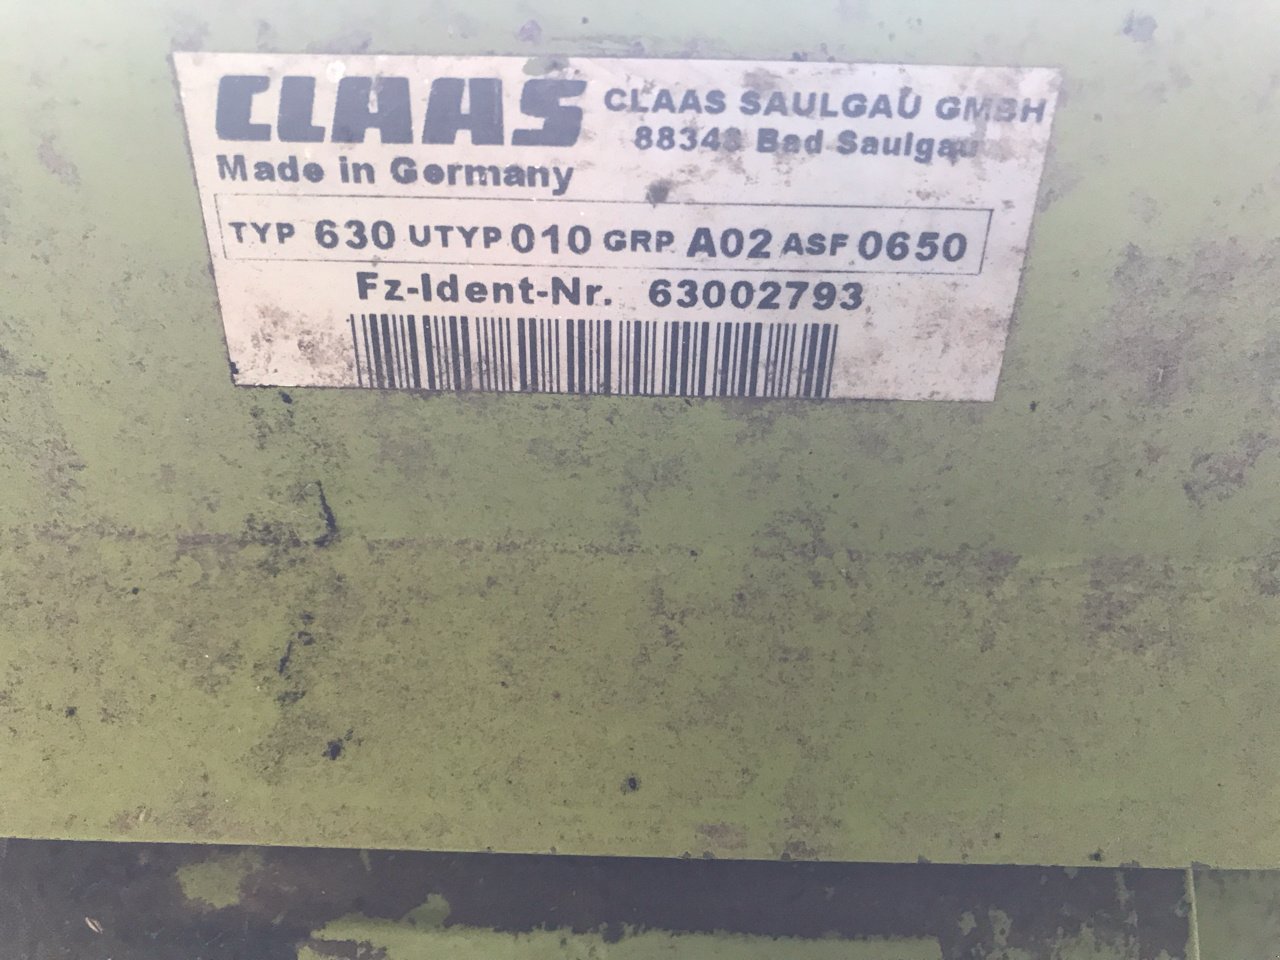 CLAAS CLAAS SAULGAU GMBH
88348 Bad Saulgau
Made in Germany
TYP 630 UTYP 010 GRP A02 ASF 0650
Fz-Ident-Nr. 63002793